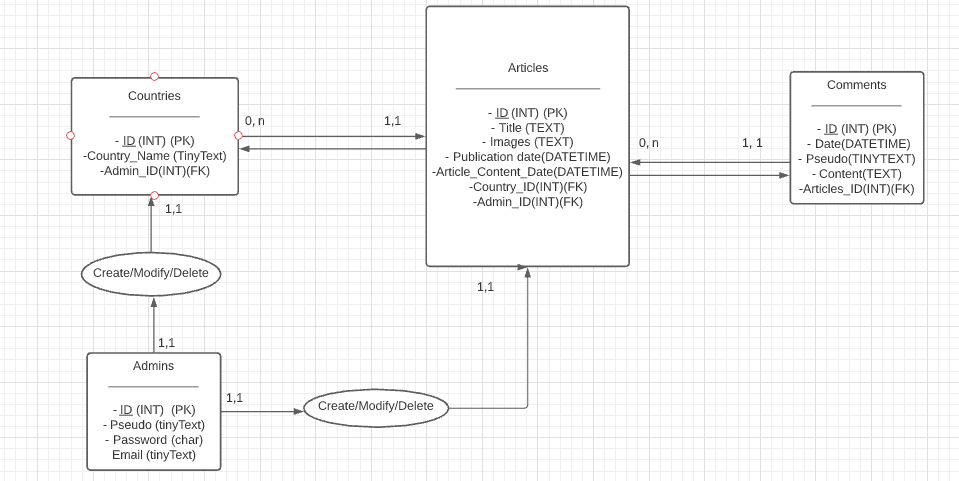 Countries
- ID (INT) (PK)
-Country_Name (TinyText)
-Admin_ID(INT)(FK)
0, n
1,1
Articles
- ID (INT) (PK)
- Title (TEXT)
- Images (TEXT)
- Publication date(DATETIME)
-Article_Content_Date(DATETIME)
-Country_ID(INT)(FK)
-Admin_ID(INT)(FK)
0, n
1, 1
Comments
- ID (INT) (PK)
- Date(DATETIME)
- Pseudo(TINYTEXT)
- Content(TEXT)
-Articles_ID(INT)(FK)
1,1
Create/Modify/Delete
1,1
Admins
- ID (INT) (PK)
- Pseudo (tinyText)
- Password (char)
Email (tinyText)
1,1
Create/Modify/Delete
1,1